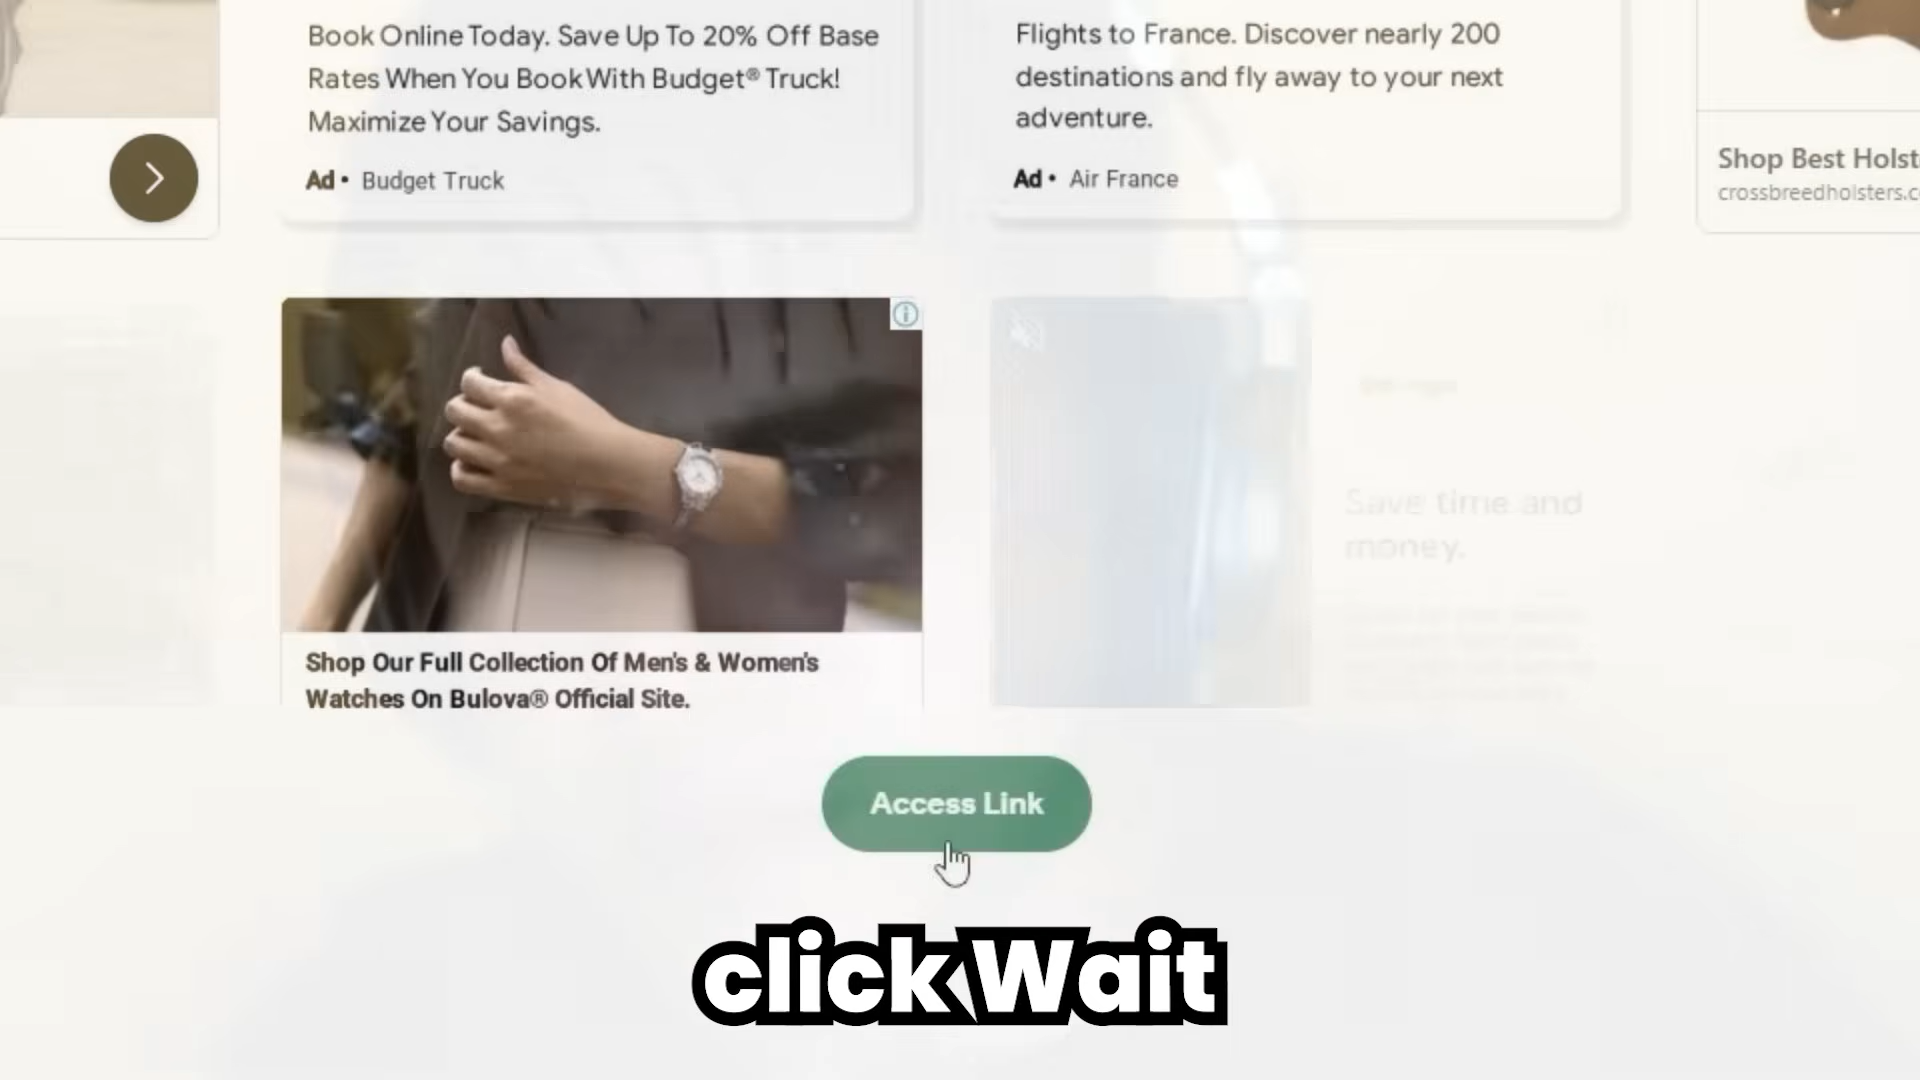 Book Online Today. Save Up To 20% Off Base
Rates When You Book With Budget® Truck!
Maximize Your Savings.
Ad • Budget Truck
Flights to France. Discover nearly 200
destinations and fly away to your next
adventure.
Ad • Air France
Shop Best Holst
crossbreedholsters.c
Shop Our Full Collection Of Men's & Women's
Watches On Bulova® Official Site.
Save time and
money.
Access Link
click Wait